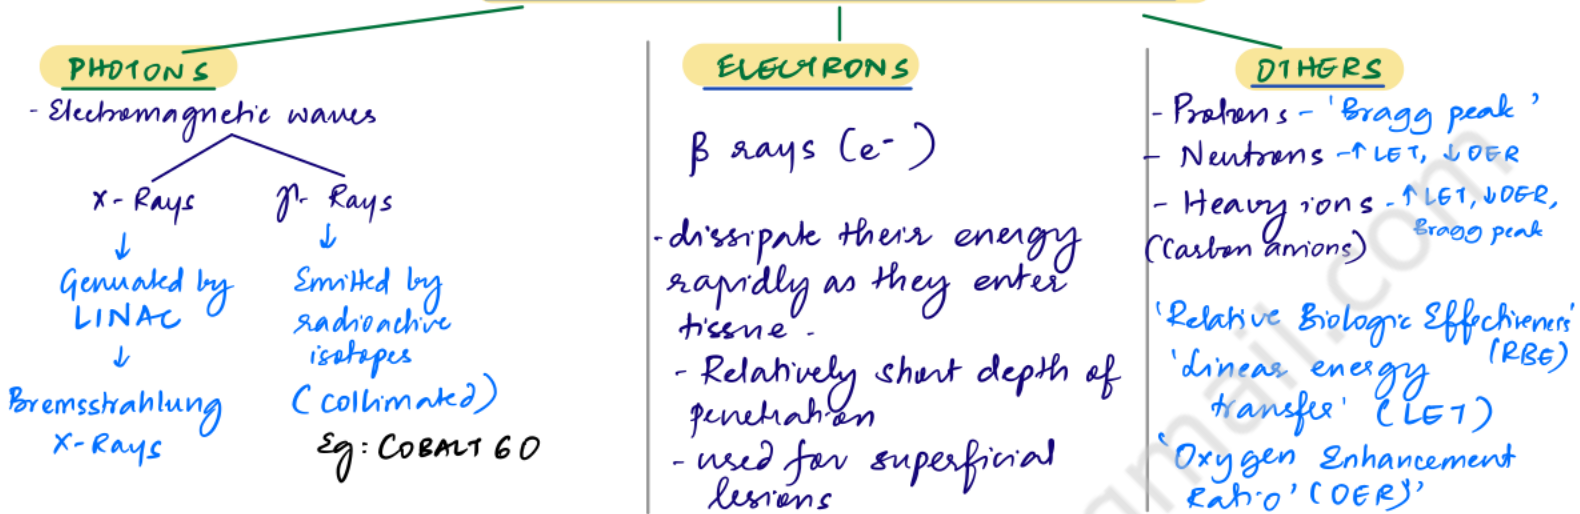 PHOTONS
- Electromagnetic waves
X-Rays
γ- Rays
↓
Generated by
LINAC
↓
Bremsstrahlung
X-Rays
↓
Emitted by
radioactive
isotopes
(collimated)
Eg: COBALT 60
ELECTRONS
β rays (e⁻)
- dissipate their energy
rapidly as they enter
tissue -
- Relatively short depth of
penetration
- used for superficial
lesions
OTHERS
- Protons - 'Bragg peak'
- Neutrons - ↑ LET, ↓ OER
- Heavy ions - ↑ LET, ↓ OER,
Bragg peak
(Carbon anions)
'Relative Biologic Effectiveness'
(RBE)
'Linear energy
transfer' (LET)
'Oxygen Enhancement
Ratio' (OER)'
gmail.com